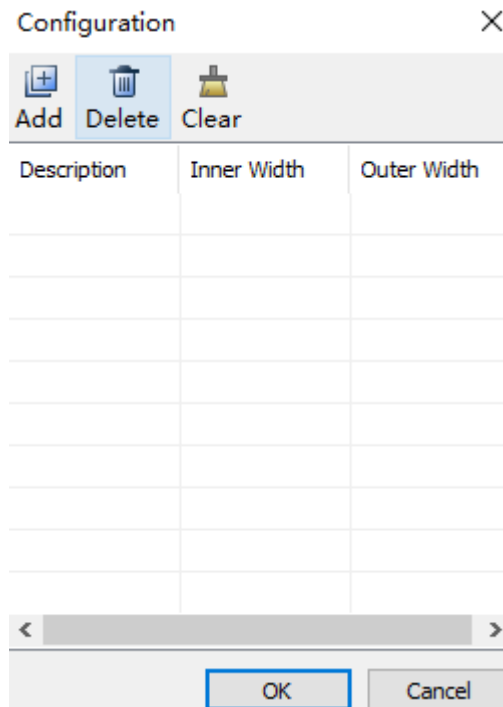 Configuration
Add Delete Clear
Description Inner Width Outer Width
OK Cancel